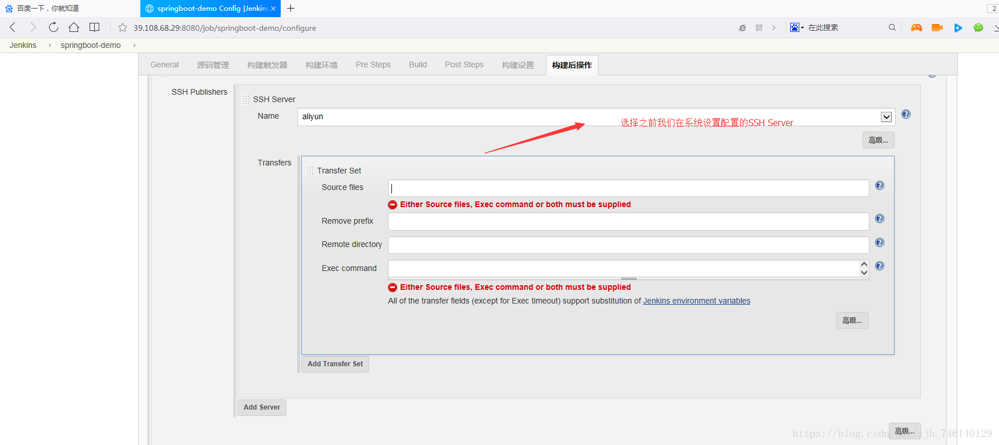 百度一下，你就知道
springboot-demo Config [Jenkins
2
39.108.68.29:8080/job/springboot-demo/configure
在此搜索
Jenkins
springboot-demo
General
源码管理
构建触发器
构建环境
Pre Steps
Build
Post Steps
构建设置
构建后操作
SSH Publishers
SSH Server
Name
aliyun
选择之前我们在系统设置配置的SSH Server
高级...
Transfers
Transfer Set
Source files
Either Source files, Exec command or both must be supplied
Remove prefix
Remote directory
Exec command
Either Source files, Exec command or both must be supplied
All of the transfer fields (except for Exec timeout) support substitution of Jenkins environment variables
高级...
Add Transfer Set
Add Server
高级...
https://blog.csdn.net/zjh_746140129